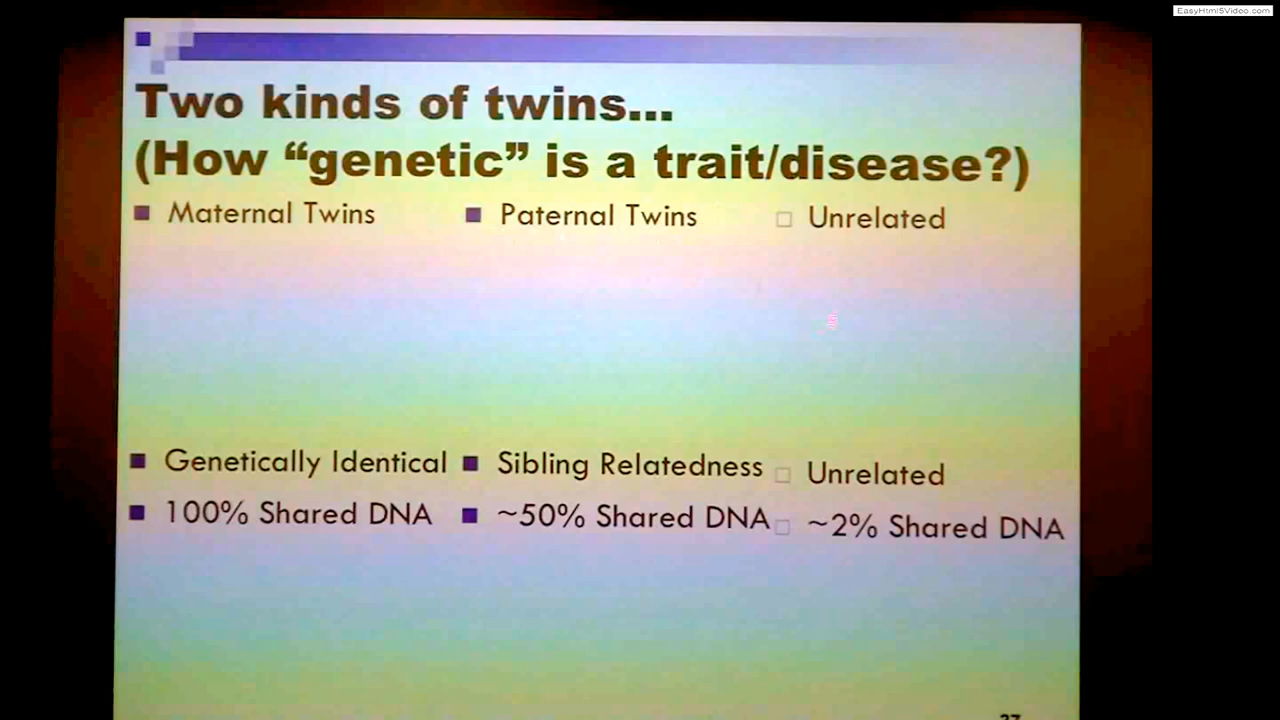 EasyHtml5Video.com
Two kinds of twins...
(How “genetic” is a trait/disease?)
Maternal Twins
Paternal Twins
Unrelated
Genetically Identical
Sibling Relatedness
Unrelated
100% Shared DNA
~50% Shared DNA
~2% Shared DNA